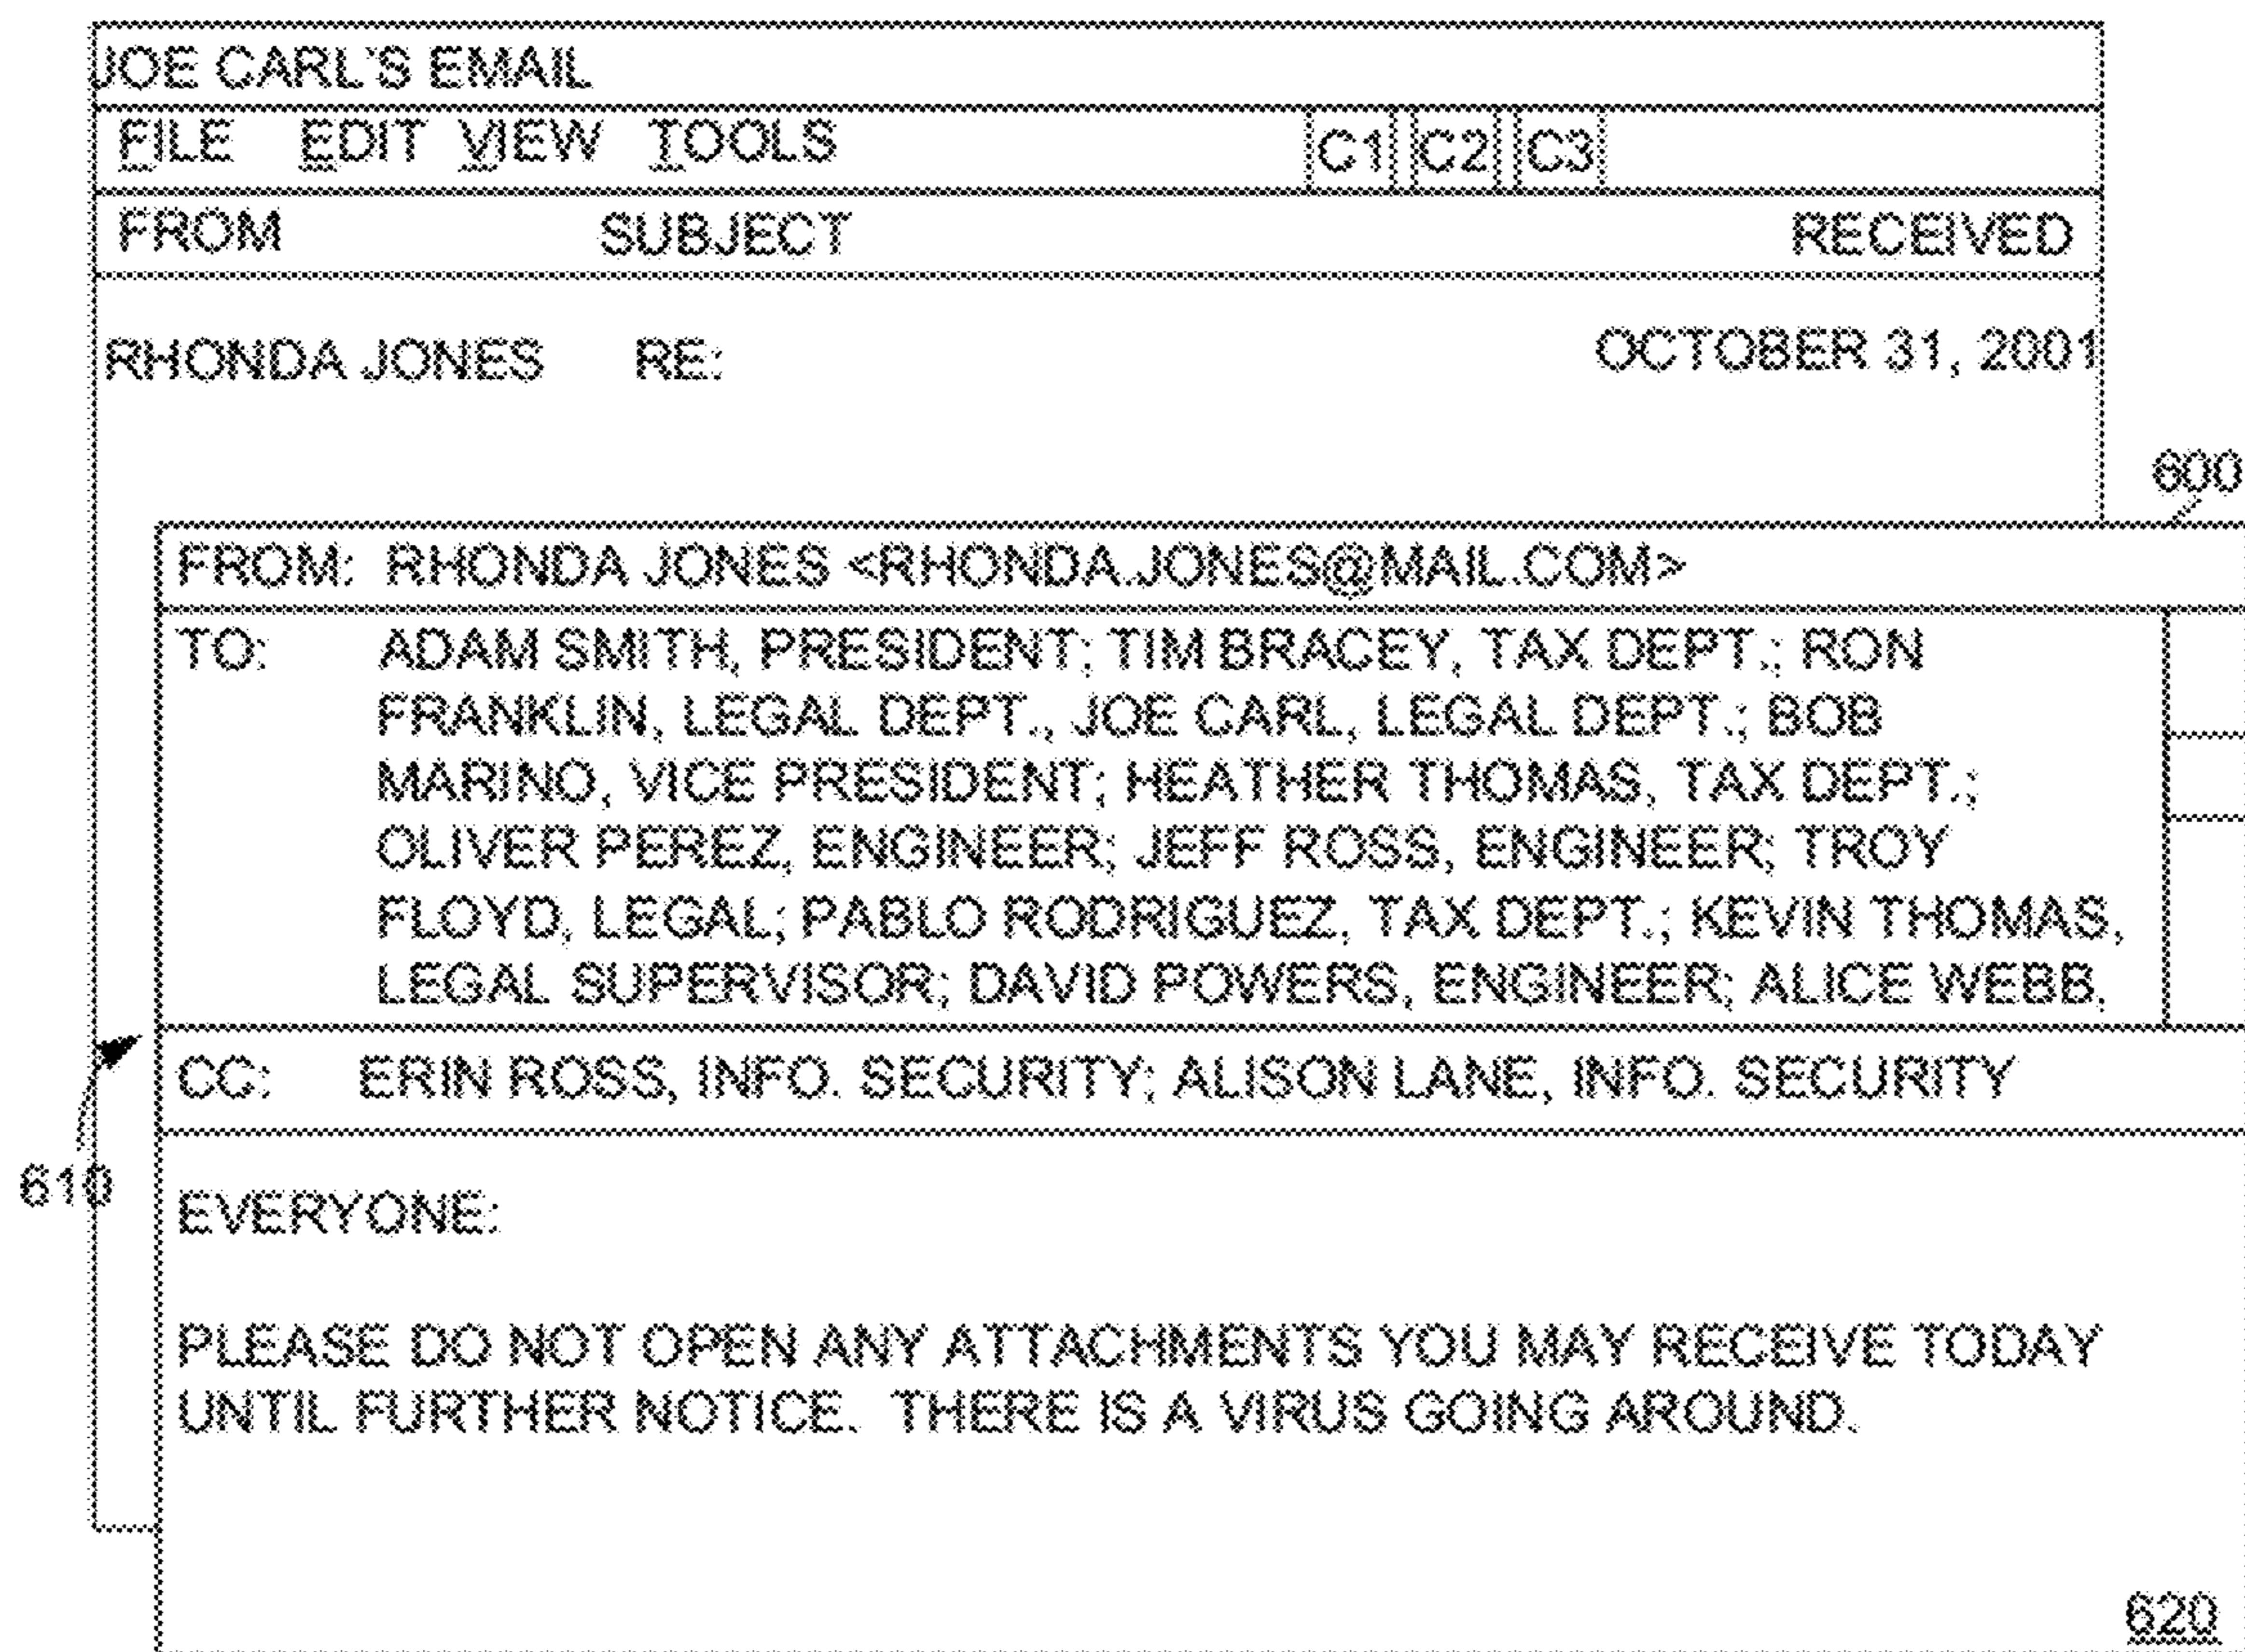 JOE CARL'S EMAIL
FILE EDIT VIEW TOOLS C1 C2 C3
FROM SUBJECT RECEIVED
RHONDA JONES RE: OCTOBER 31, 2001
600
FROM: RHONDA JONES <RHONDA.JONES@MAIL.COM>
TO: ADAM SMITH, PRESIDENT; TIM BRACEY, TAX DEPT.; RON
FRANKLIN, LEGAL DEPT., JOE CARL, LEGAL DEPT.; BOB
MARINO, VICE PRESIDENT; HEATHER THOMAS, TAX DEPT.;
OLIVER PEREZ, ENGINEER; JEFF ROSS, ENGINEER; TROY
FLOYD, LEGAL; PABLO RODRIGUEZ, TAX DEPT.; KEVIN THOMAS,
LEGAL SUPERVISOR; DAVID POWERS, ENGINEER; ALICE WEBB,
CC: ERIN ROSS, INFO. SECURITY; ALISON LANE, INFO. SECURITY
610
EVERYONE:
PLEASE DO NOT OPEN ANY ATTACHMENTS YOU MAY RECEIVE TODAY
UNTIL FURTHER NOTICE. THERE IS A VIRUS GOING AROUND.
620